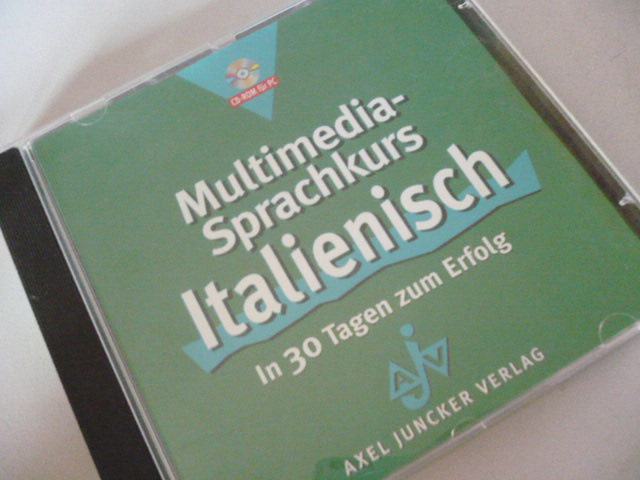 CD-ROM für PC
Multimedia-
Sprachkurs
Italienisch
In 30 Tagen zum Erfolg
AJV
AXEL JUNCKER VERLAG